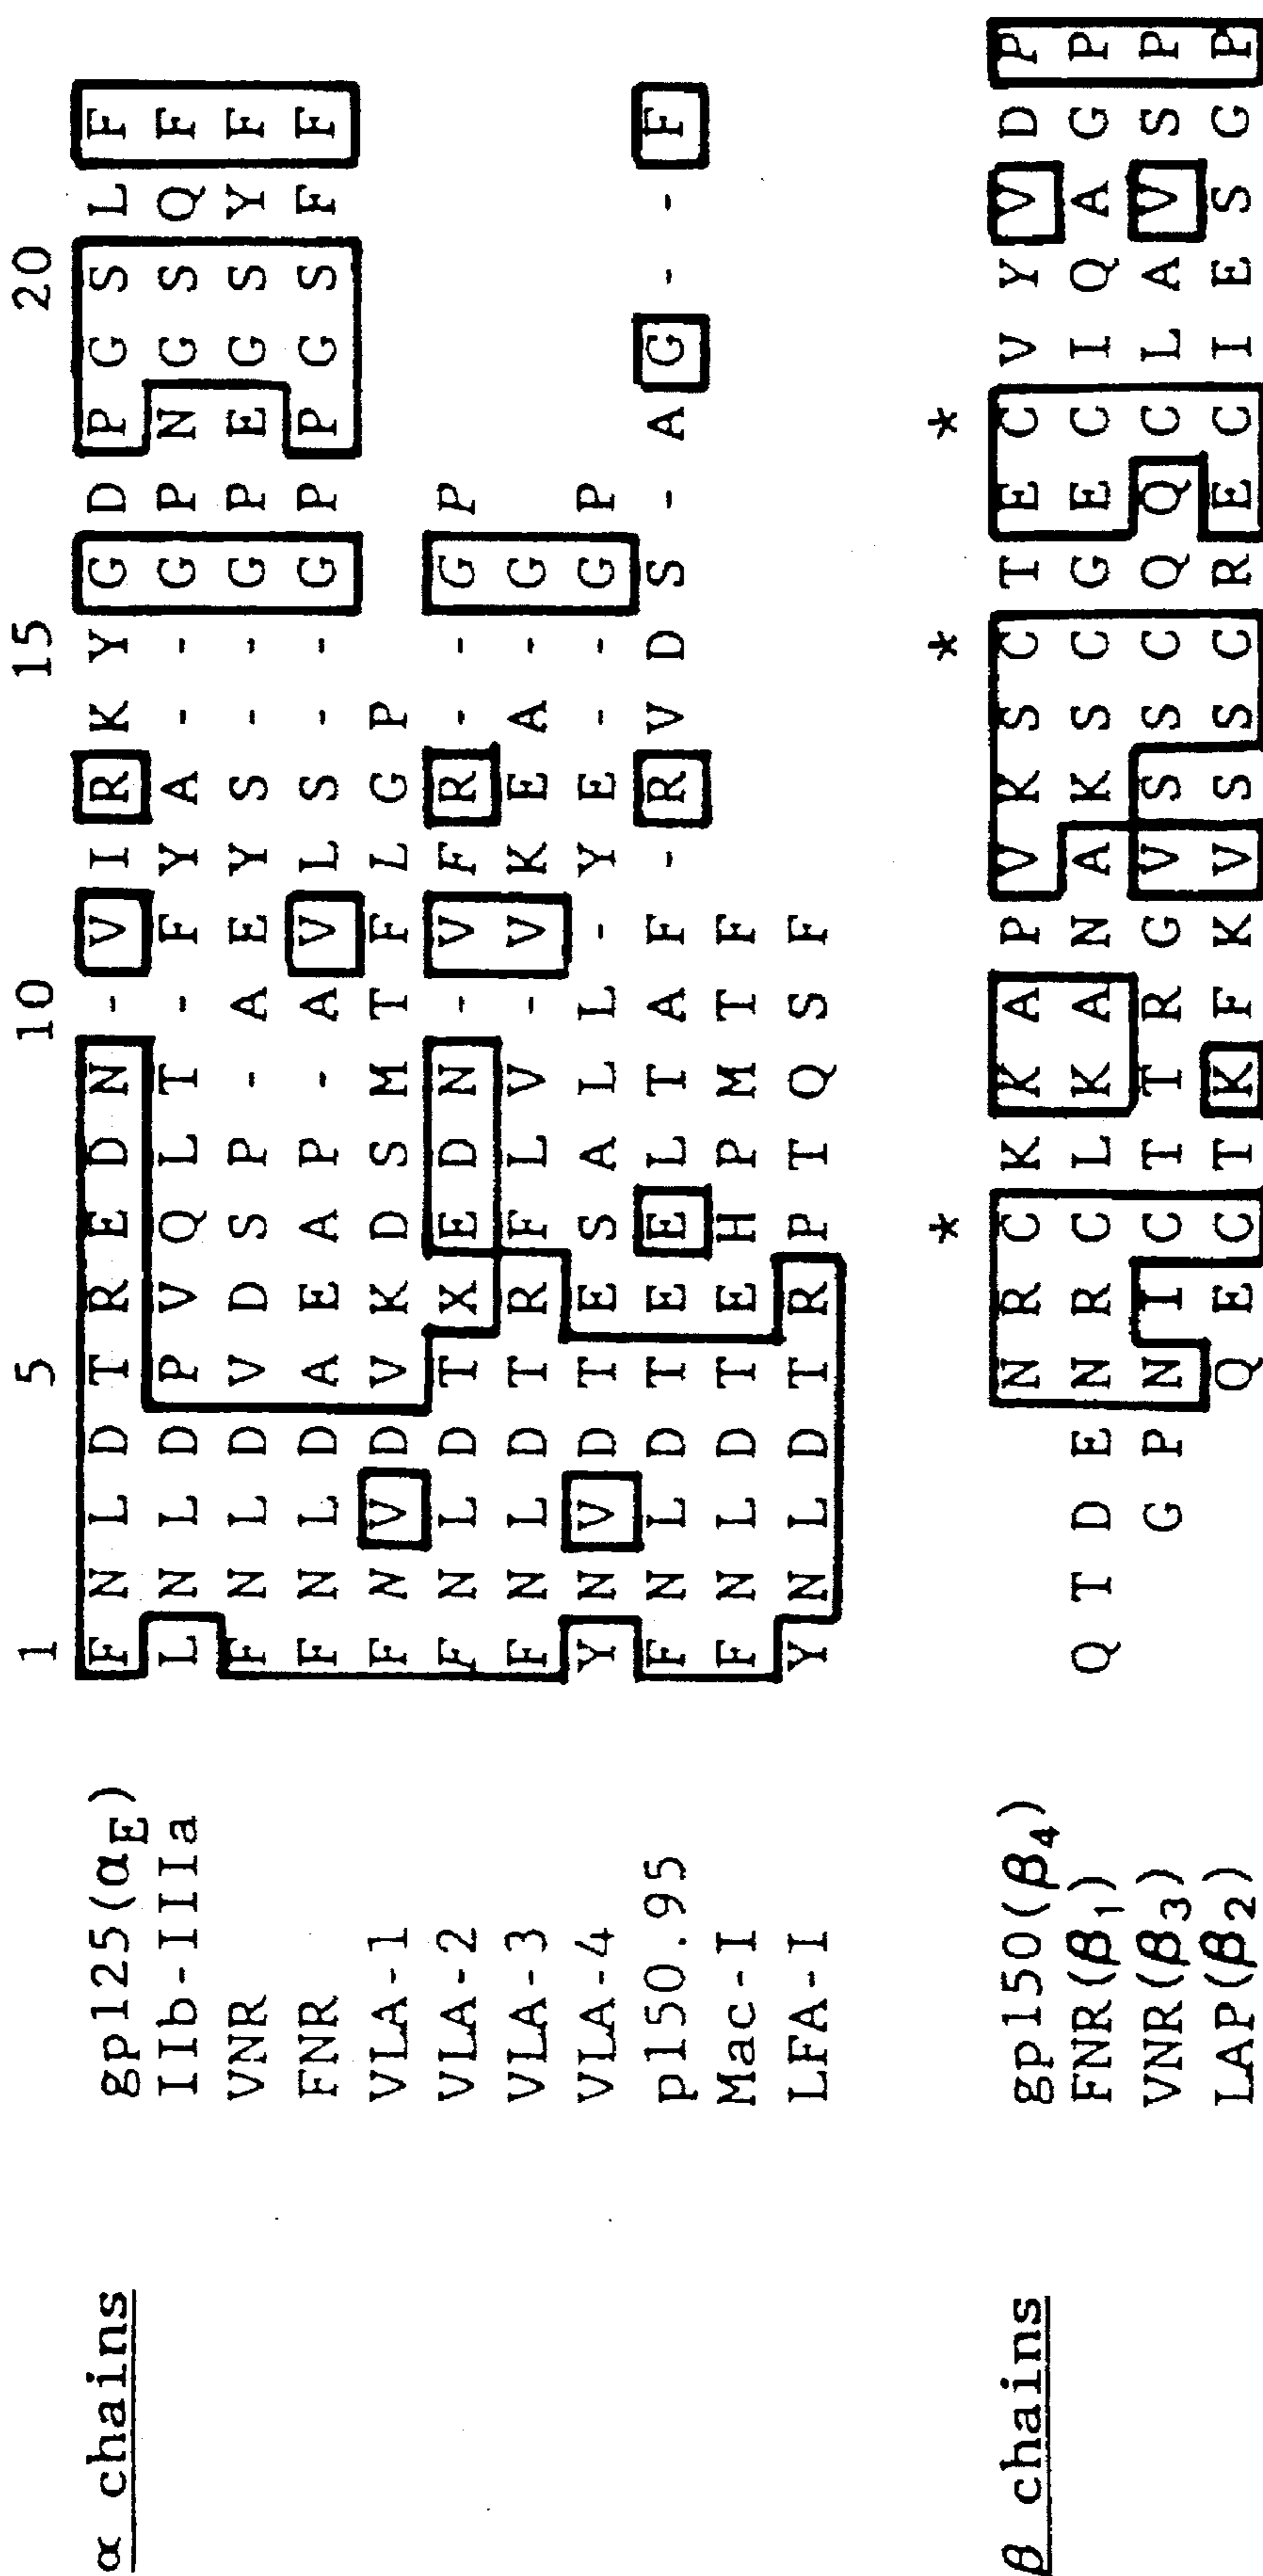 1 5 10 15 20
α chains gp125(αE) F N L D T R E D N - V I R K Y G D P G S L F
IIb-IIIa L N L D P V Q L T - F Y A - - G P N G S Q F
VNR F N L D V D S P - A E Y S - - G P E G S Y F
FNR F N L D A E A P - A V L S - - G P P G S F F
VLA-1 F N V D V K D S M T F L G P
VLA-2 F N L D T X E D N - V F R - - G P
VLA-3 F N L D T R F L V - V K E A - G
VLA-4 Y N V D T E S A L L - Y E - - G P
p150.95 F N L D T E E L T A F - R V D S - A G - - F
Mac-I F N L D T E H P M T F
LFA-I Y N L D T R P T Q S F
* * *
β chains gp150(β4) N R C K K A P V K S C T E C V Y V D P
FNR(β1) Q T D E N R C L K A N A K S C G E C I Q A G P
VNR(β3) G P N I C T T R G V S S C Q Q C L A V S P
LAP(β2) Q E C T K F K V S S C R E C I E S G P